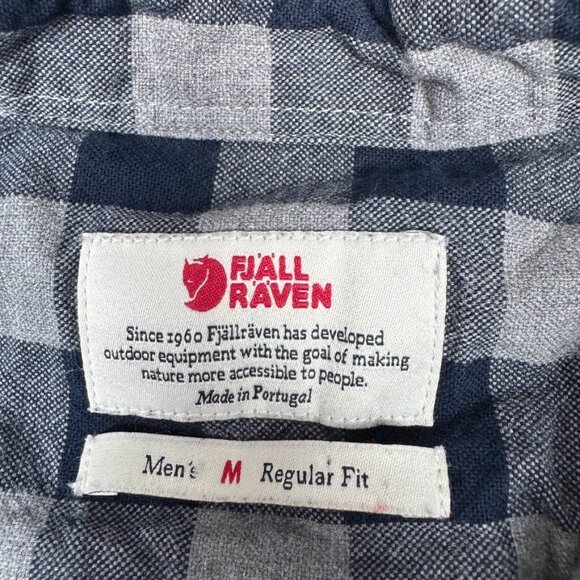 FJÄLL
RÄVEN
Since 1960 Fjällräven has developed
outdoor equipment with the goal of making
nature more accessible to people.
Made in Portugal
Men's M Regular Fit